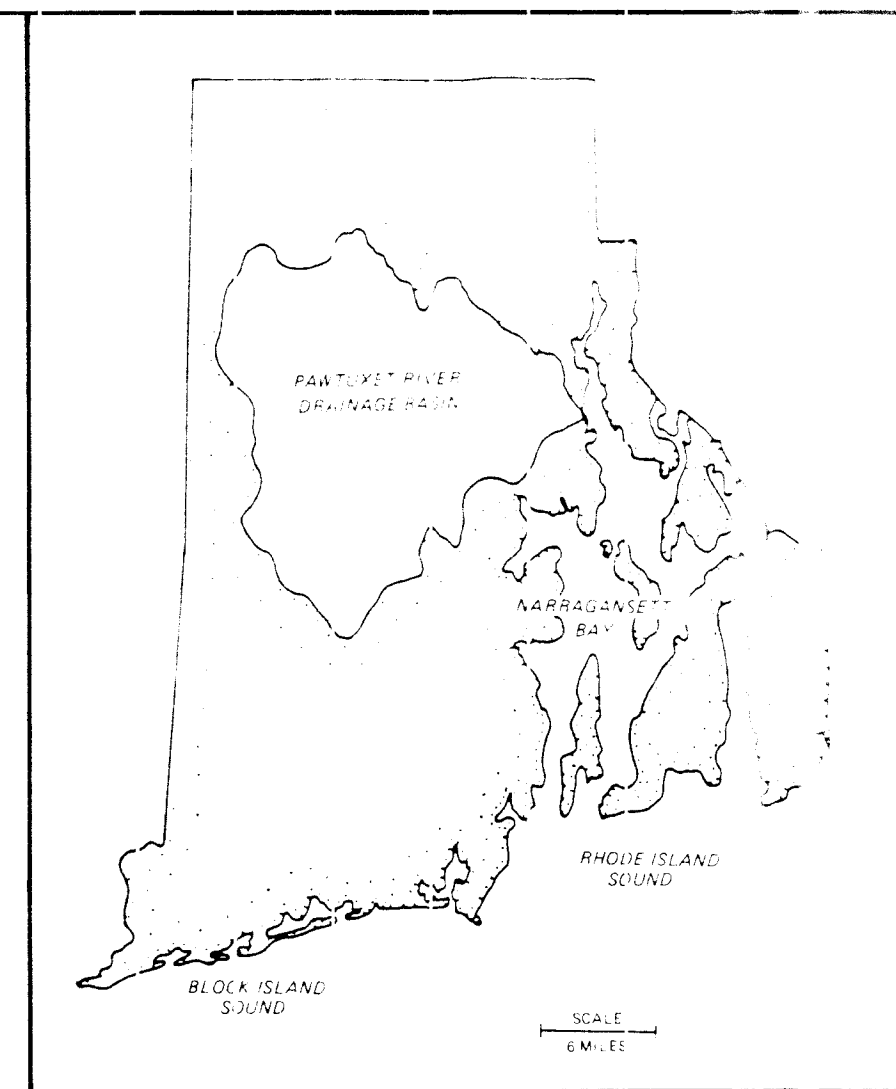 PAWTUXET RIVER
DRAINAGE BASIN
NARRAGANSETT
BAY
RHODE ISLAND
SOUND
BLOCK ISLAND
SOUND
SCALE
6 MILES